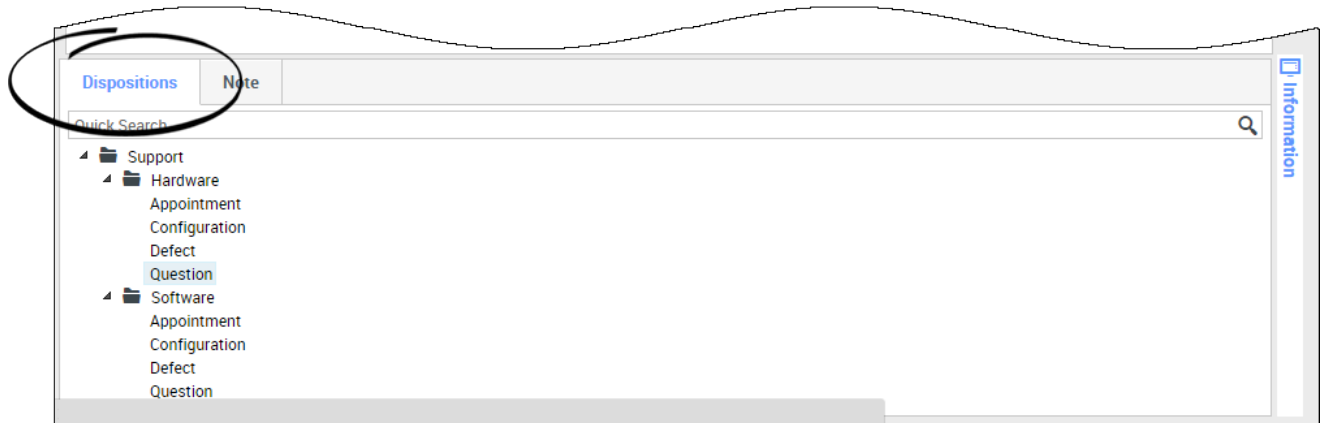 Dispositions Note
Quick Search
Support
Hardware
Appointment
Configuration
Defect
Question
Software
Appointment
Configuration
Defect
Question
Information